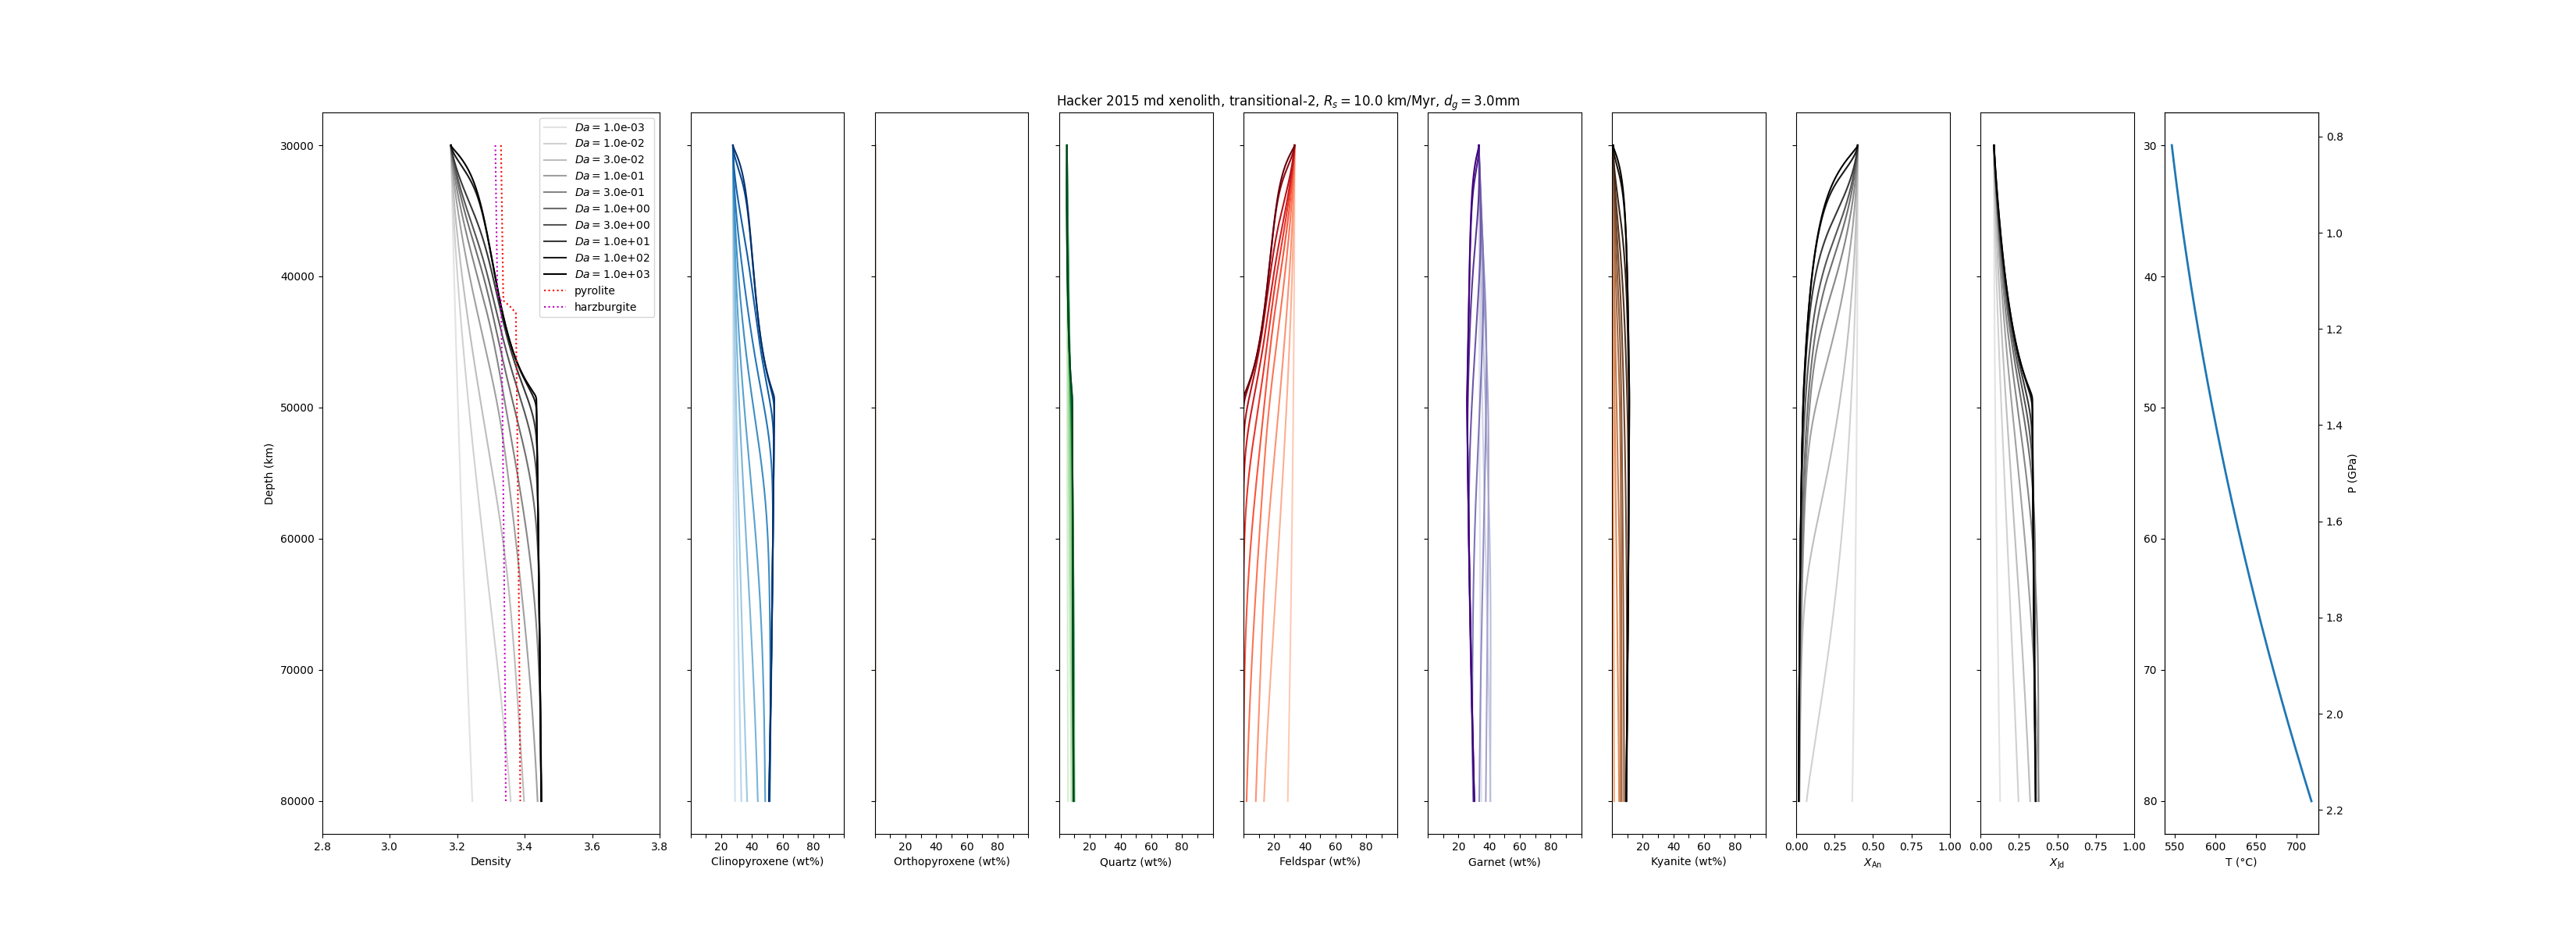 Hacker 2015 md xenolith, transitional-2, Rs = 10.0 km/Myr, dg = 3.0mm
Da = 1.0e-03
Da = 1.0e-02
Da = 3.0e-02
Da = 1.0e-01
Da = 3.0e-01
Da = 1.0e+00
Da = 3.0e+00
Da = 1.0e+01
Da = 1.0e+02
Da = 1.0e+03
pyrolite
harzburgite
30000
40000
50000
60000
70000
80000
Depth (km)
2.8 3.0 3.2 3.4 3.6 3.8
Density
20 40 60 80
Clinopyroxene (wt%)
20 40 60 80
Orthopyroxene (wt%)
20 40 60 80
Quartz (wt%)
20 40 60 80
Feldspar (wt%)
20 40 60 80
Garnet (wt%)
20 40 60 80
Kyanite (wt%)
0.00 0.25 0.50 0.75 1.00
XAn
0.00 0.25 0.50 0.75 1.00
XJd
30
40
50
60
70
80
550 600 650 700
T (°C)
0.8
1.0
1.2
1.4
1.6
1.8
2.0
2.2
P (GPa)